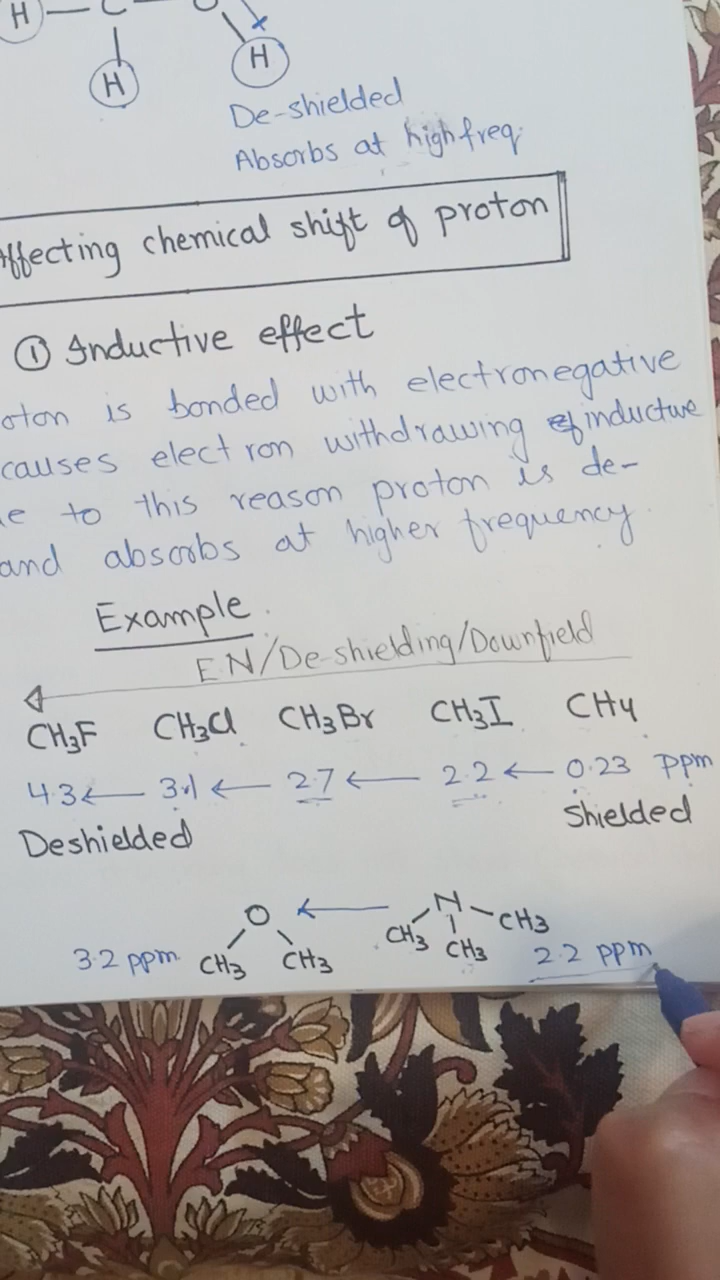 H — C
H H
De-shielded
Absorbs at high freq.
Affecting chemical shift of proton
① Inductive effect
oton is bonded with electronegative
causes electron withdrawing inductive
e to this reason proton is de-
and absorbs at higher frequency.
Example
EN/De-shielding/Downfield
CH3F CH3Cl CH3Br CH3I CH4
4.3 ← 3.1 ← 2.7 ← 2.2 ← 0.23 ppm
Deshielded Shielded
O ← N
3.2 ppm CH3 CH3 CH3 CH3 CH3 2.2 ppm